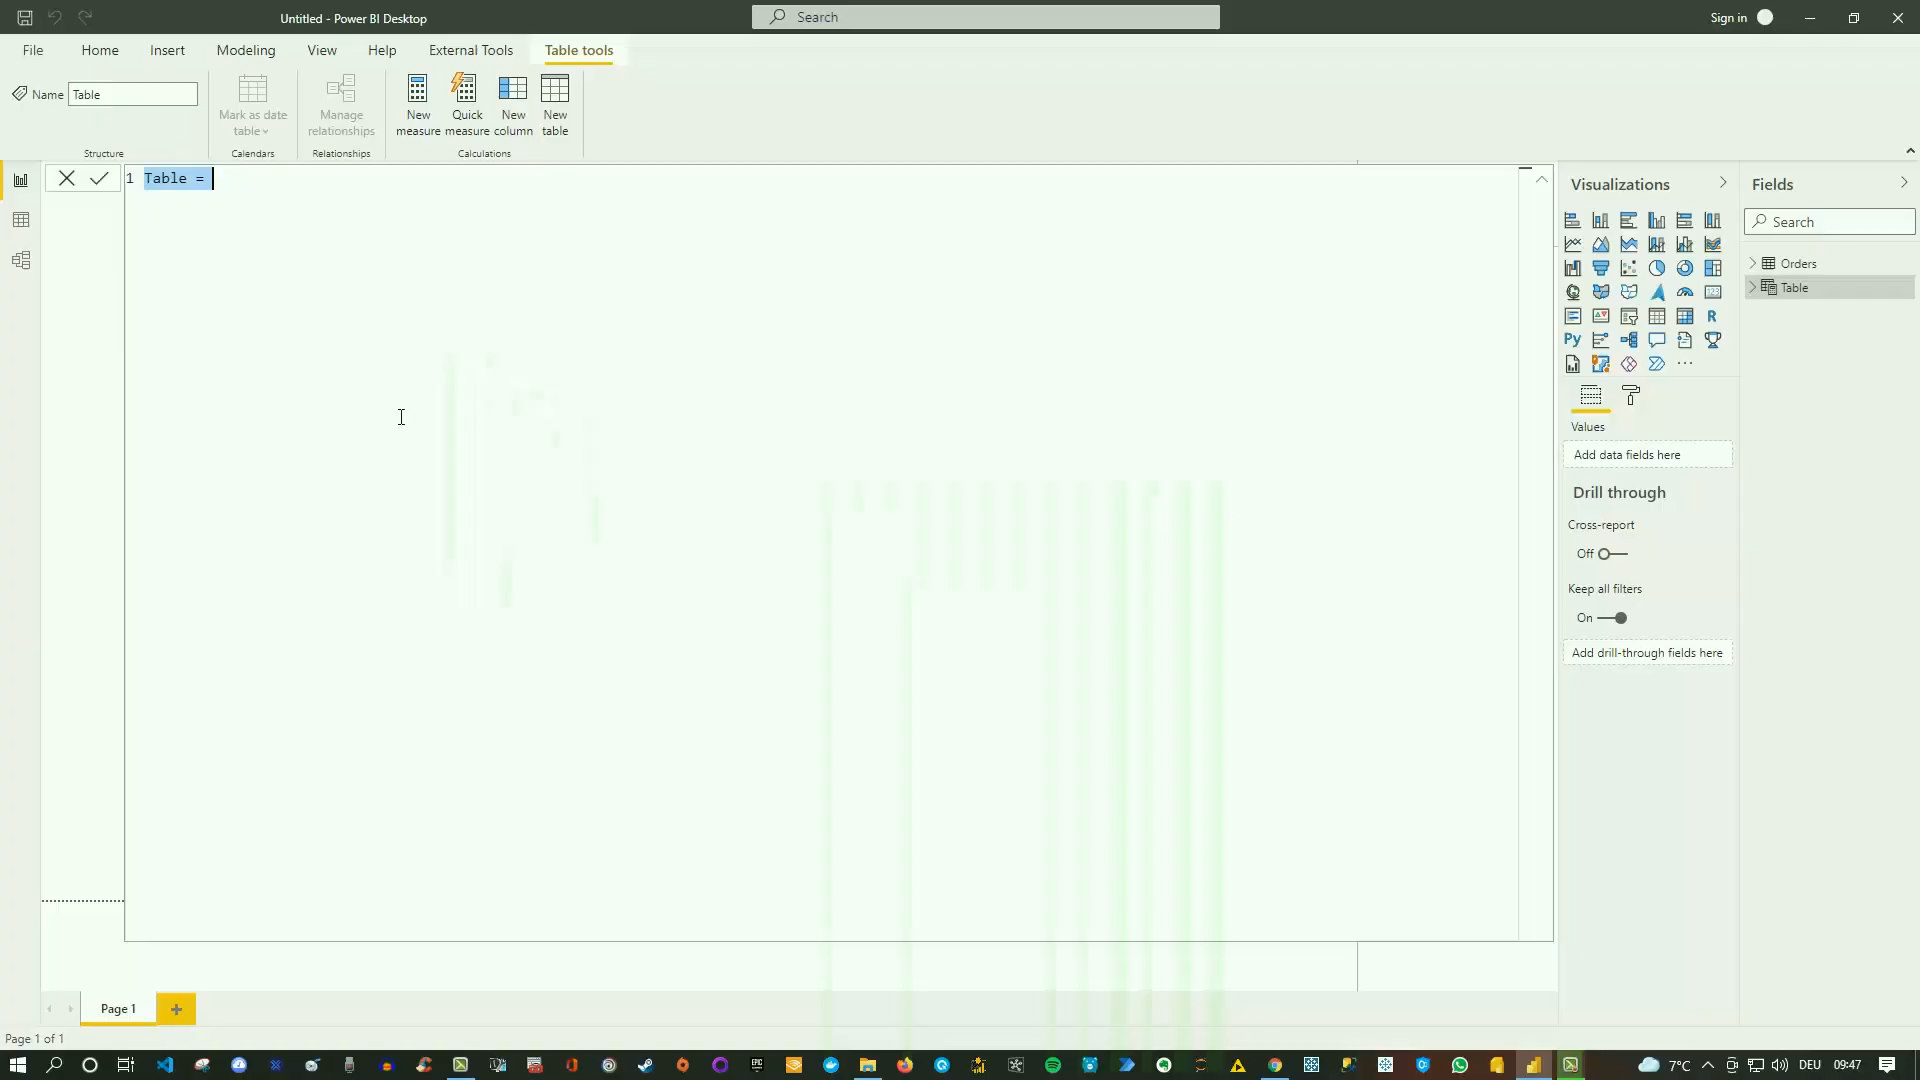 Untitled - Power BI Desktop
Search
Sign in
File Home Insert Modeling View Help External Tools Table tools
Name Table
Mark as date table
Manage relationships
New measure
Quick measure
New column
New table
Structure
Calendars
Relationships
Calculations
1 Table =
Visualizations
Fields
Search
Orders
Table
R
Py
Values
Add data fields here
Drill through
Cross-report
Off
Keep all filters
On
Add drill-through fields here
Page 1
Page 1 of 1
7°C
DEU
09:47